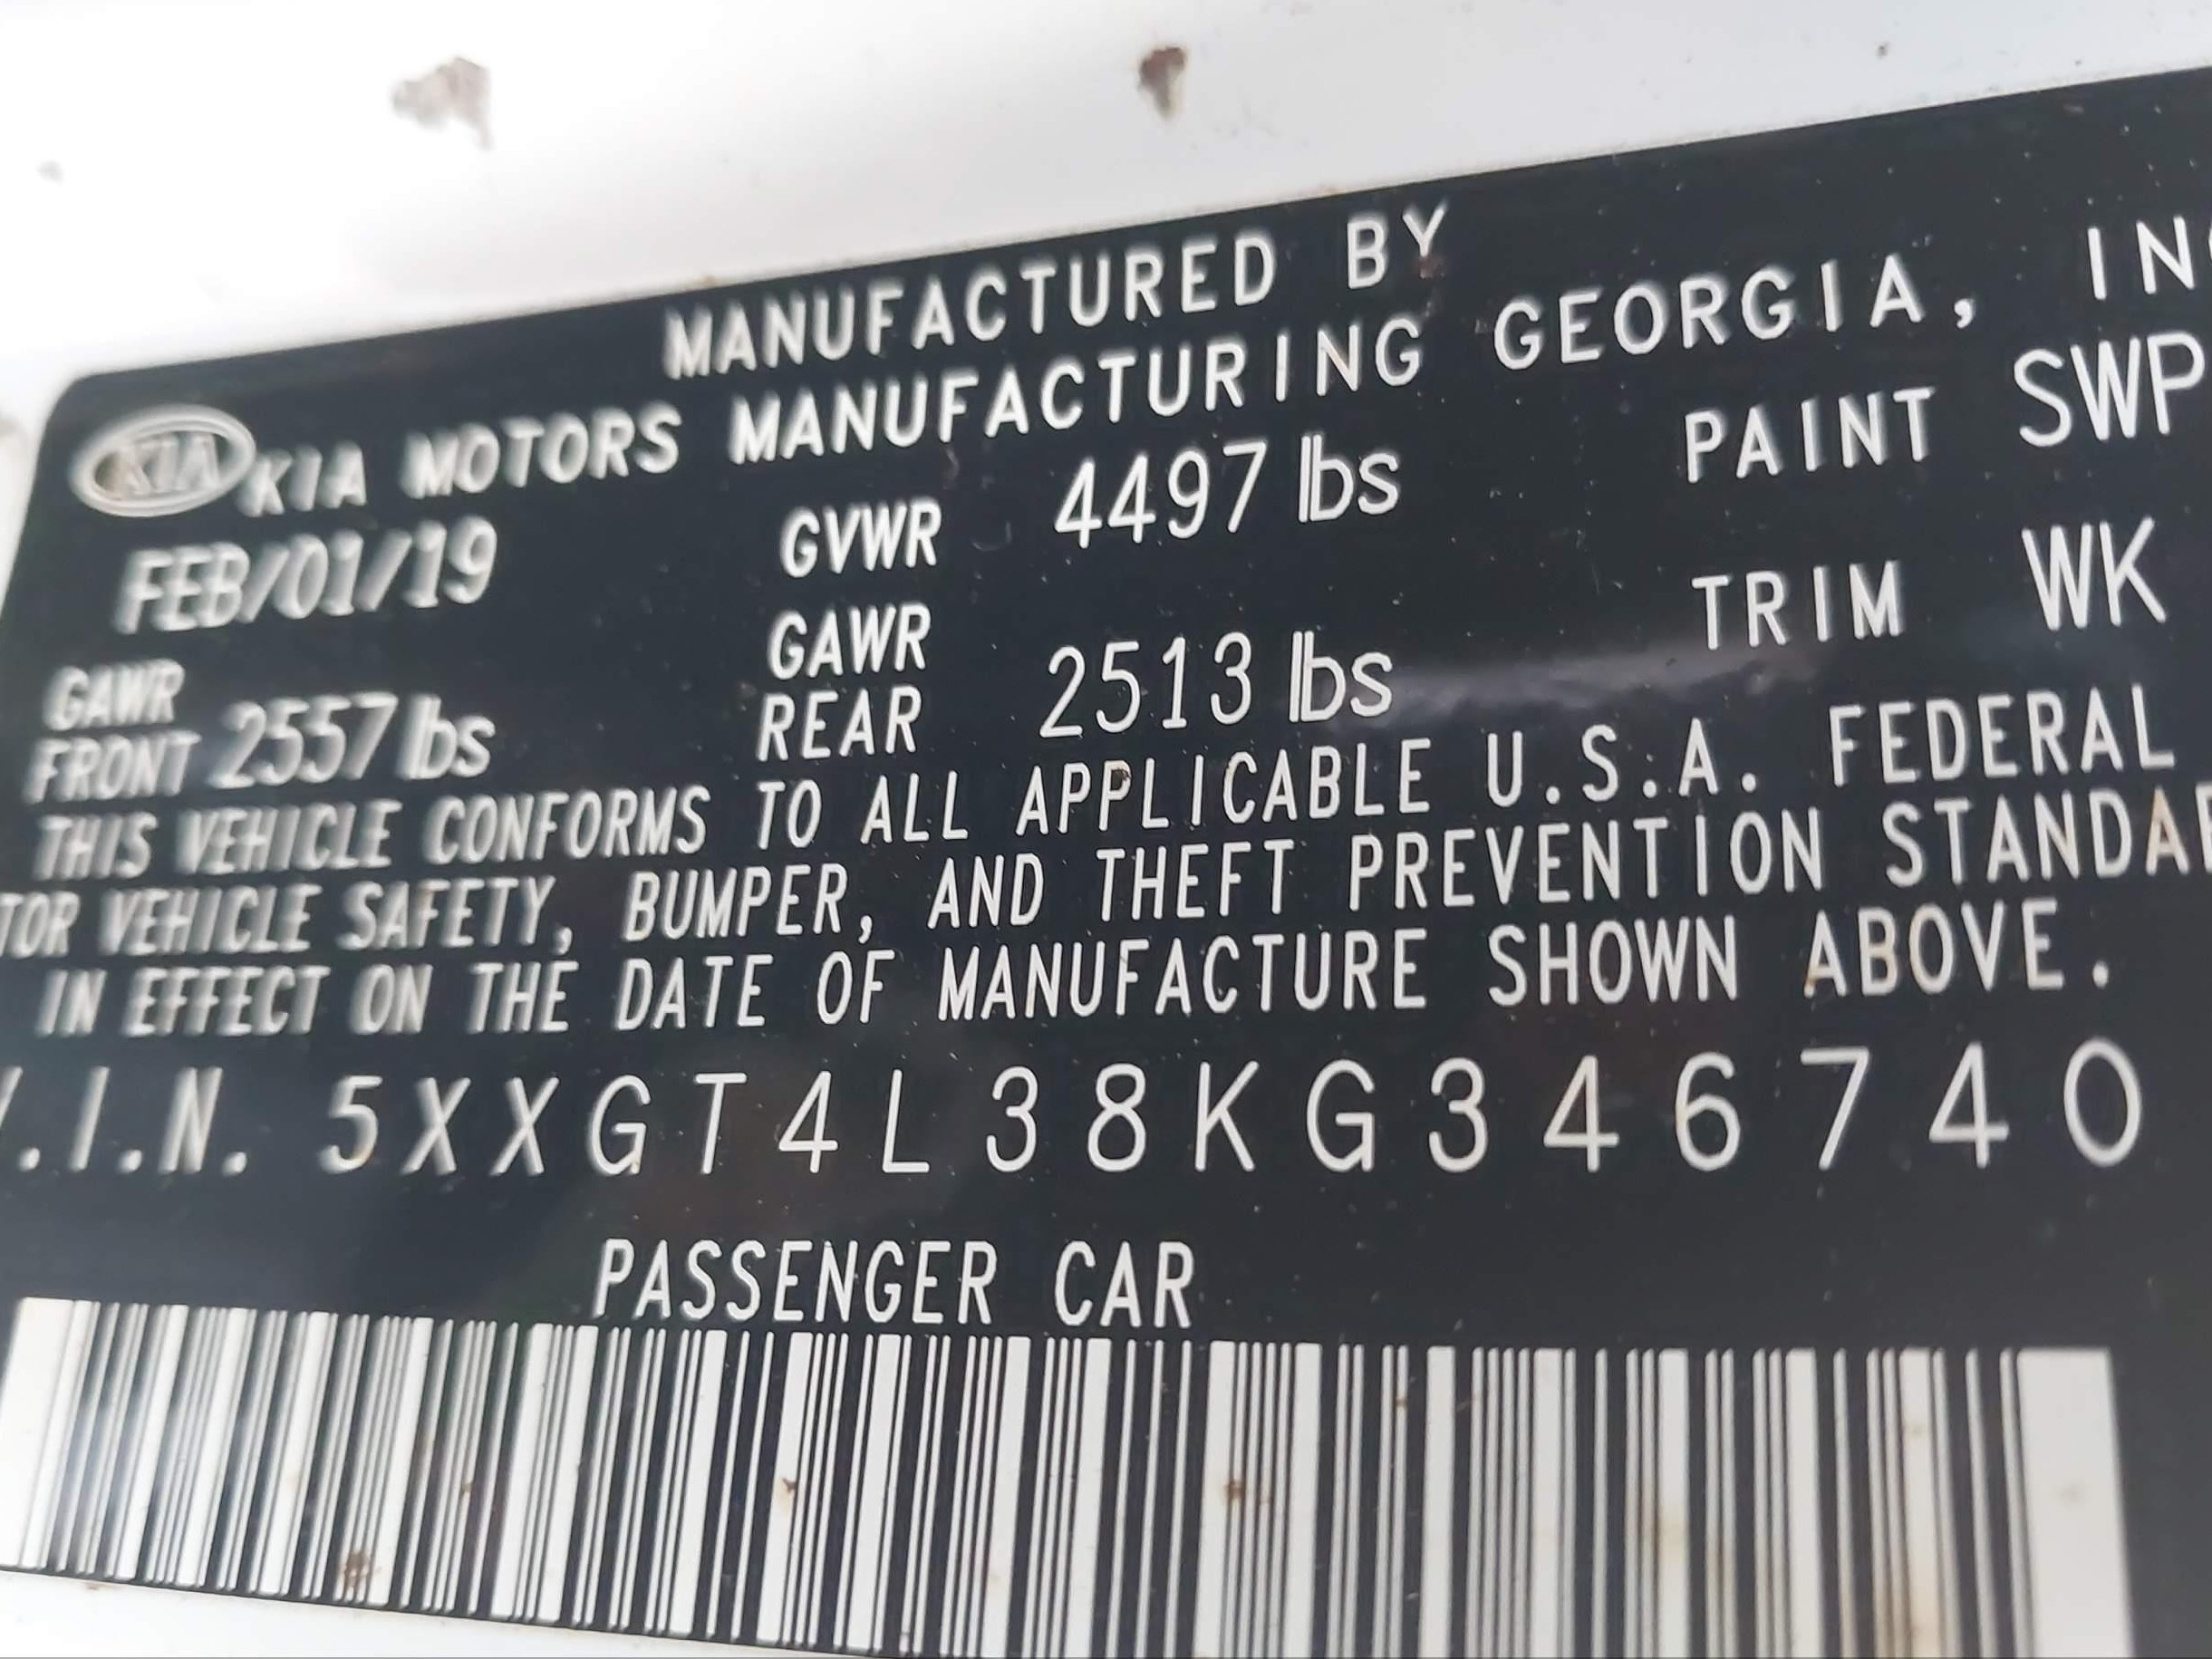 MANUFACTURED BY
KIA KIA MOTORS MANUFACTURING GEORGIA, INC
FEB/01/19 GVWR 4497 lbs PAINT SWP
GAWR FRONT 2557 lbs GAWR REAR 2513 lbs TRIM WK
THIS VEHICLE CONFORMS TO ALL APPLICABLE U.S.A. FEDERAL
TOR VEHICLE SAFETY, BUMPER, AND THEFT PREVENTION STANDAR
IN EFFECT ON THE DATE OF MANUFACTURE SHOWN ABOVE.
V.I.N. 5XXGT4L38KG346740
PASSENGER CAR